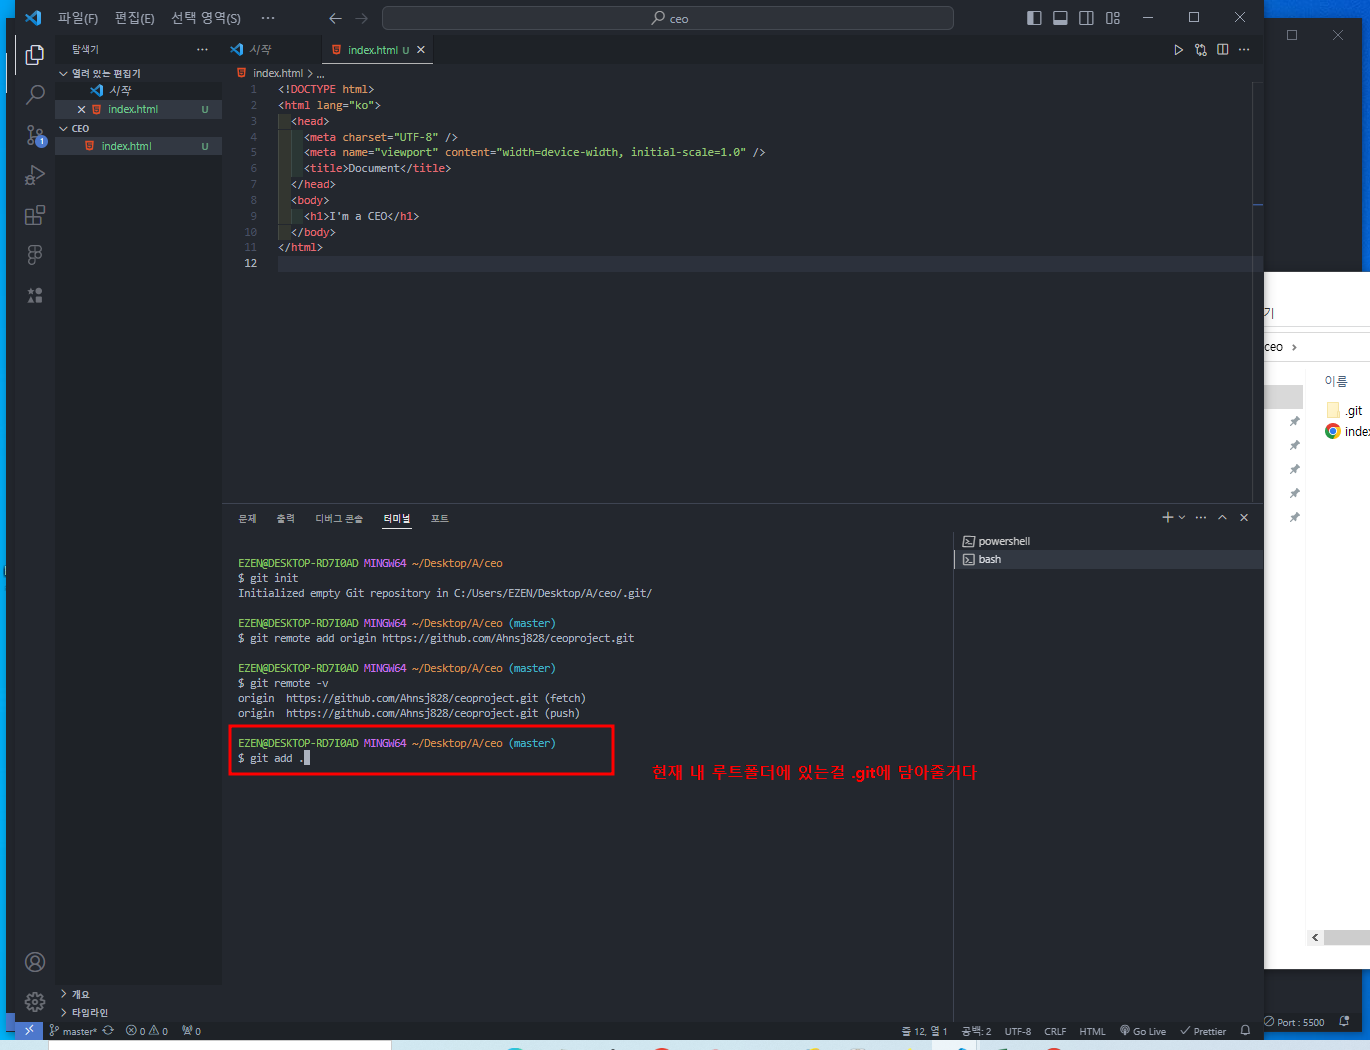 파일(F) 편집(E) 선택 영역(S) ··· ceo
탐색기 ···
시작 index.html U
열려 있는 편집기
시작
index.html U
CEO
index.html U
index.html > ...
1 <!DOCTYPE html>
2 <html lang="ko">
3 <head>
4 <meta charset="UTF-8" />
5 <meta name="viewport" content="width=device-width, initial-scale=1.0" />
6 <title>Document</title>
7 </head>
8 <body>
9 <h1>I'm a CEO</h1>
10 </body>
11 </html>
12
문제 출력 디버그 콘솔 터미널 포트
powershell
bash
EZEN@DESKTOP-RD7I0AD MINGW64 ~/Desktop/A/ceo
$ git init
Initialized empty Git repository in C:/Users/EZEN/Desktop/A/ceo/.git/
EZEN@DESKTOP-RD7I0AD MINGW64 ~/Desktop/A/ceo (master)
$ git remote add origin https://github.com/Ahnsj828/ceoproject.git
EZEN@DESKTOP-RD7I0AD MINGW64 ~/Desktop/A/ceo (master)
$ git remote -v
origin https://github.com/Ahnsj828/ceoproject.git (fetch)
origin https://github.com/Ahnsj828/ceoproject.git (push)
EZEN@DESKTOP-RD7I0AD MINGW64 ~/Desktop/A/ceo (master)
$ git add .
현재 내 루트폴더에 있는걸 .git에 담아줄거다
개요
타임라인
master* 0 0 0 줄 12, 열 1 공백: 2 UTF-8 CRLF HTML Go Live Prettier
기
ceo >
이름
.git
index
Port : 5500
1